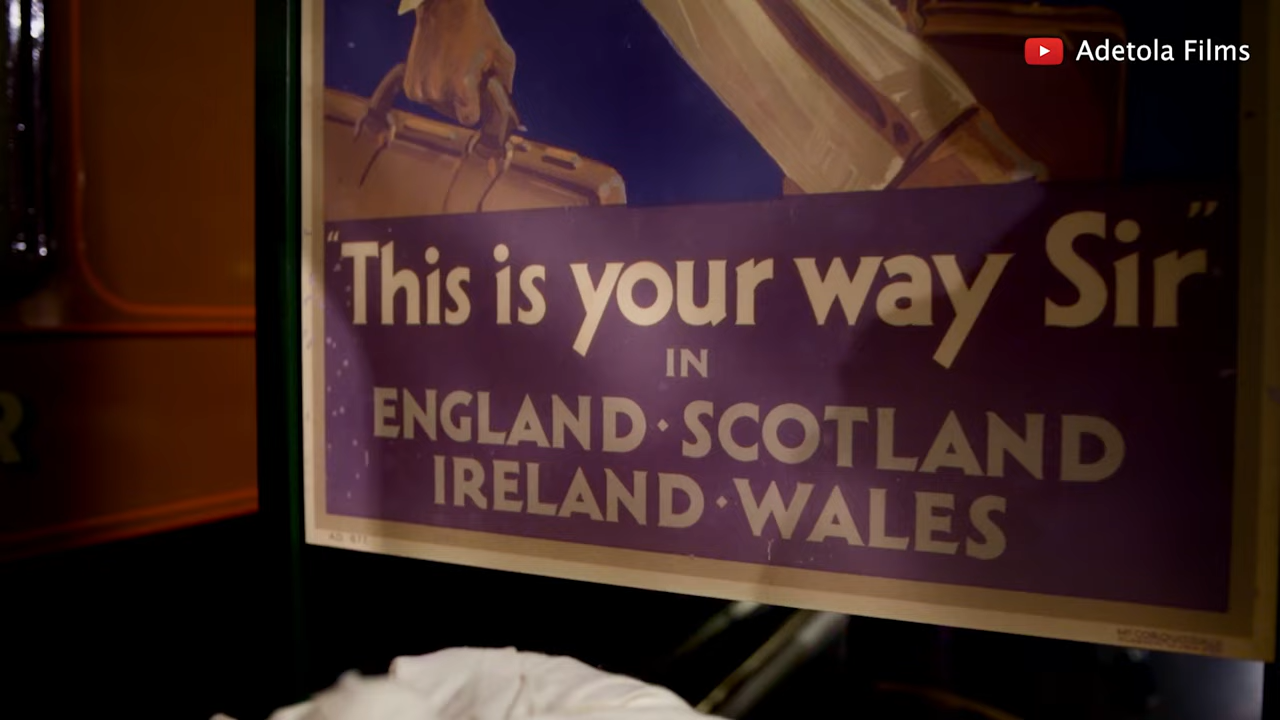 Adetola Films
"This is your way Sir"
IN
ENGLAND · SCOTLAND
IRELAND · WALES
R